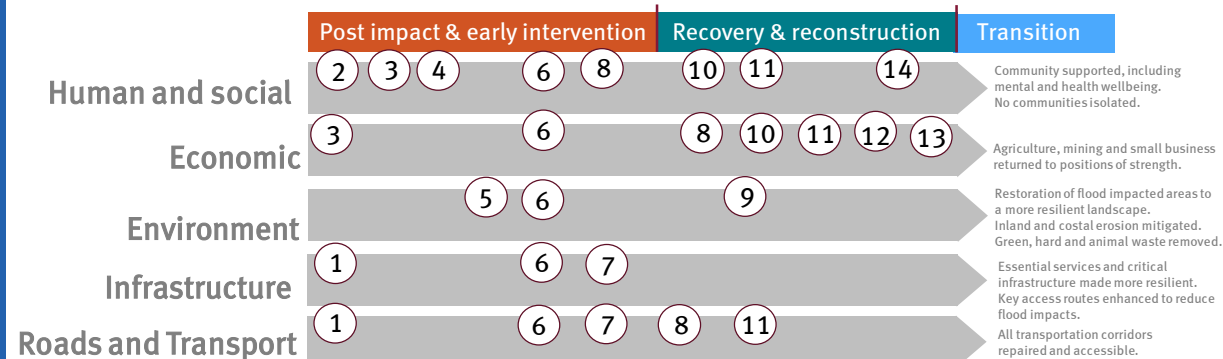 Post impact & early intervention Recovery & reconstruction Transition
2 3 4 6 8 10 11 14
Human and social
Community supported, including
mental and health wellbeing.
No communities isolated.
3 6 8 10 11 12 13
Economic
Agriculture, mining and small business
returned to positions of strength.
5 6 9
Environment
Restoration of flood impacted areas to
a more resilient landscape.
Inland and costal erosion mitigated.
Green, hard and animal waste removed.
1 6 7
Infrastructure
Essential services and critical
infrastructure made more resilient.
Key access routes enhanced to reduce
flood impacts.
1 6 7 8 11
Roads and Transport
All transportation corridors
repaired and accessible.